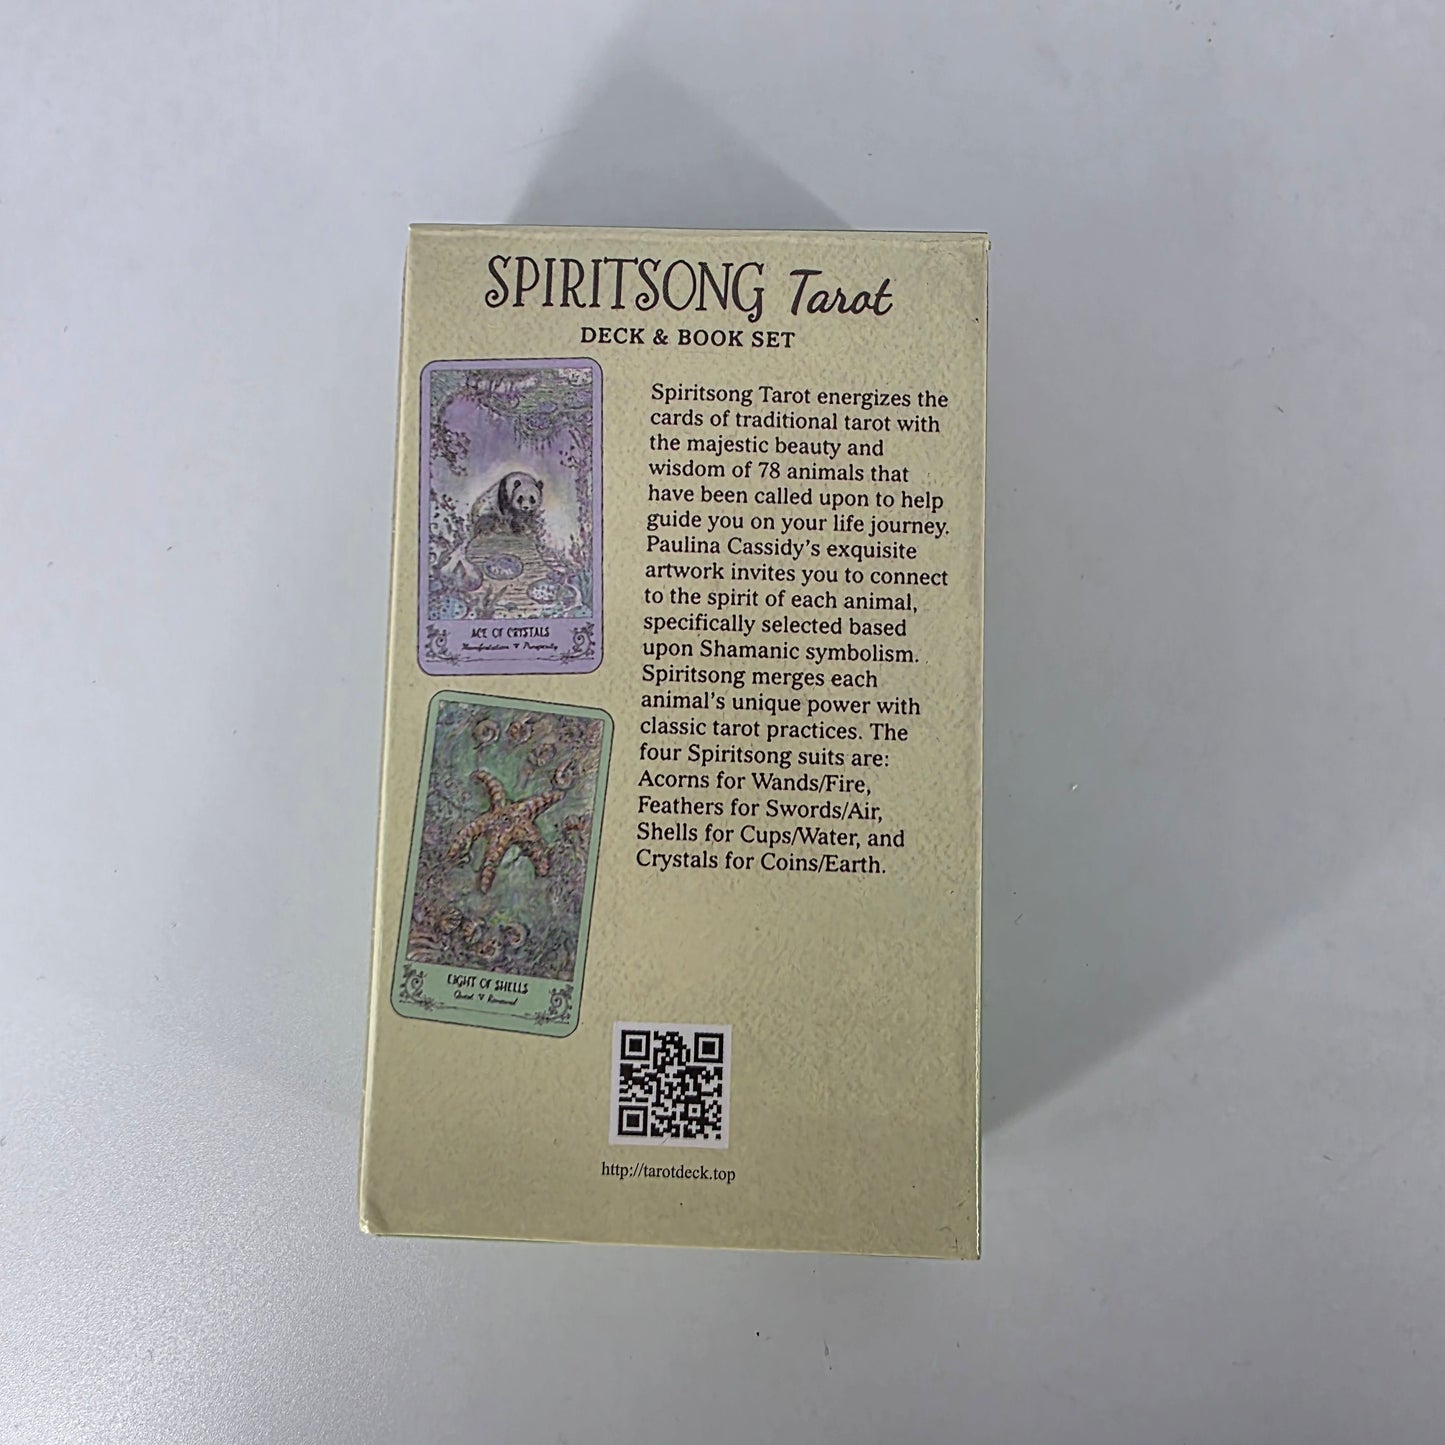 SPIRITSONG Tarot
DECK & BOOK SET
Spiritsong Tarot energizes the
cards of traditional tarot with
the majestic beauty and
wisdom of 78 animals that
have been called upon to help
guide you on your life journey.
Paulina Cassidy's exquisite
artwork invites you to connect
to the spirit of each animal,
specifically selected based
upon Shamanic symbolism.
Spiritsong merges each
animal's unique power with
classic tarot practices. The
four Spiritsong suits are:
Acorns for Wands/Fire,
Feathers for Swords/Air,
Shells for Cups/Water, and
Crystals for Coins/Earth.
ACE OF CRYSTALS
Manifestation ♥ Prosperity
EIGHT OF SHELLS
Quest ♥ Renewal
http://tarotdeck.top